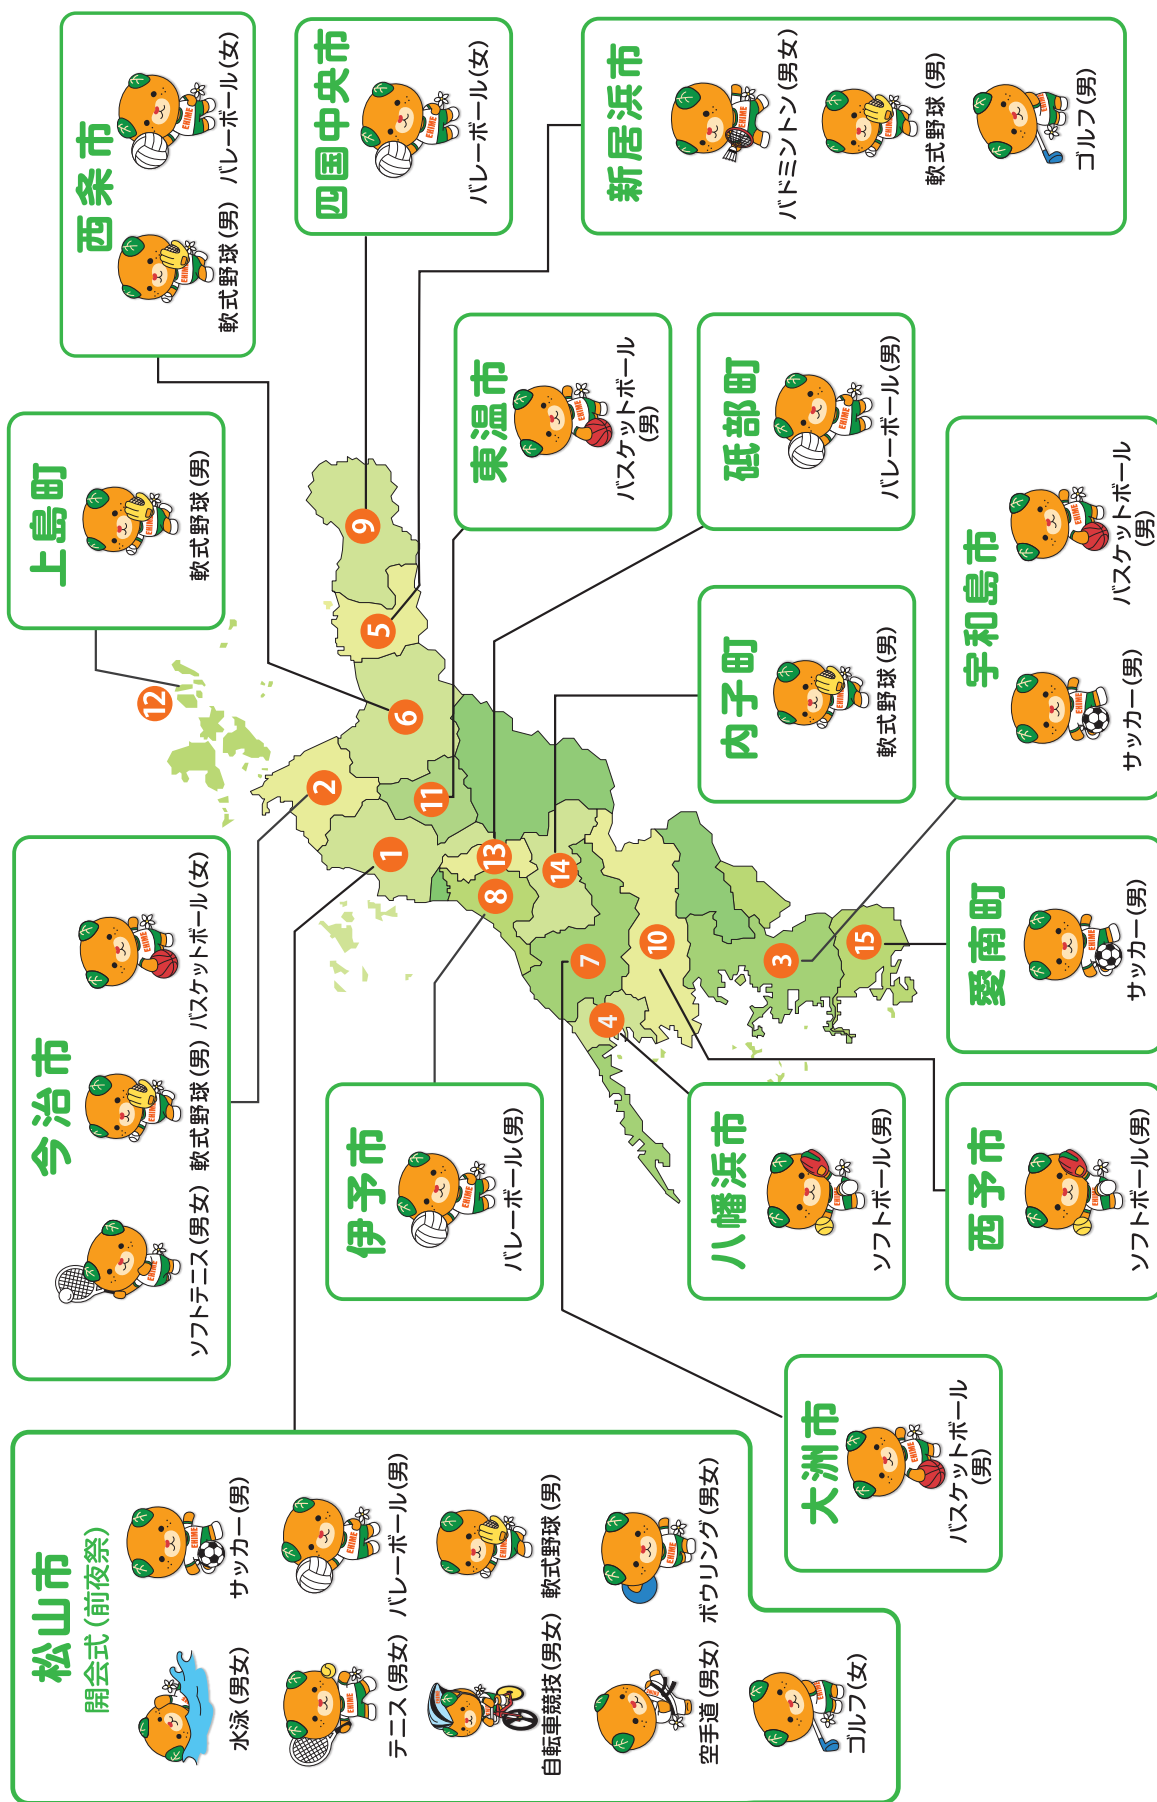 松山市
開会式(前夜祭)
水泳(男女)
サッカー(男)
テニス(男女)
バレーボール(男)
自転車競技(男女)
軟式野球(男)
空手道(男女)
ボウリング(男女)
ゴルフ(女)
今治市
ソフトテニス(男女)
軟式野球(男)
バスケットボール(女)
上島町
軟式野球(男)
西条市
軟式野球(男)
バレーボール(女)
四国中央市
バレーボール(女)
新居浜市
バドミントン(男女)
軟式野球(男)
ゴルフ(男)
東温市
バスケットボール
(男)
砥部町
バレーボール(男)
内子町
軟式野球(男)
宇和島市
サッカー(男)
バスケットボール
(男)
愛南町
サッカー(男)
伊予市
バレーボール(男)
八幡浜市
ソフトボール(男)
西予市
ソフトボール(男)
大洲市
バスケットボール
(男)
1
2
3
4
5
6
7
8
9
10
11
12
13
14
15